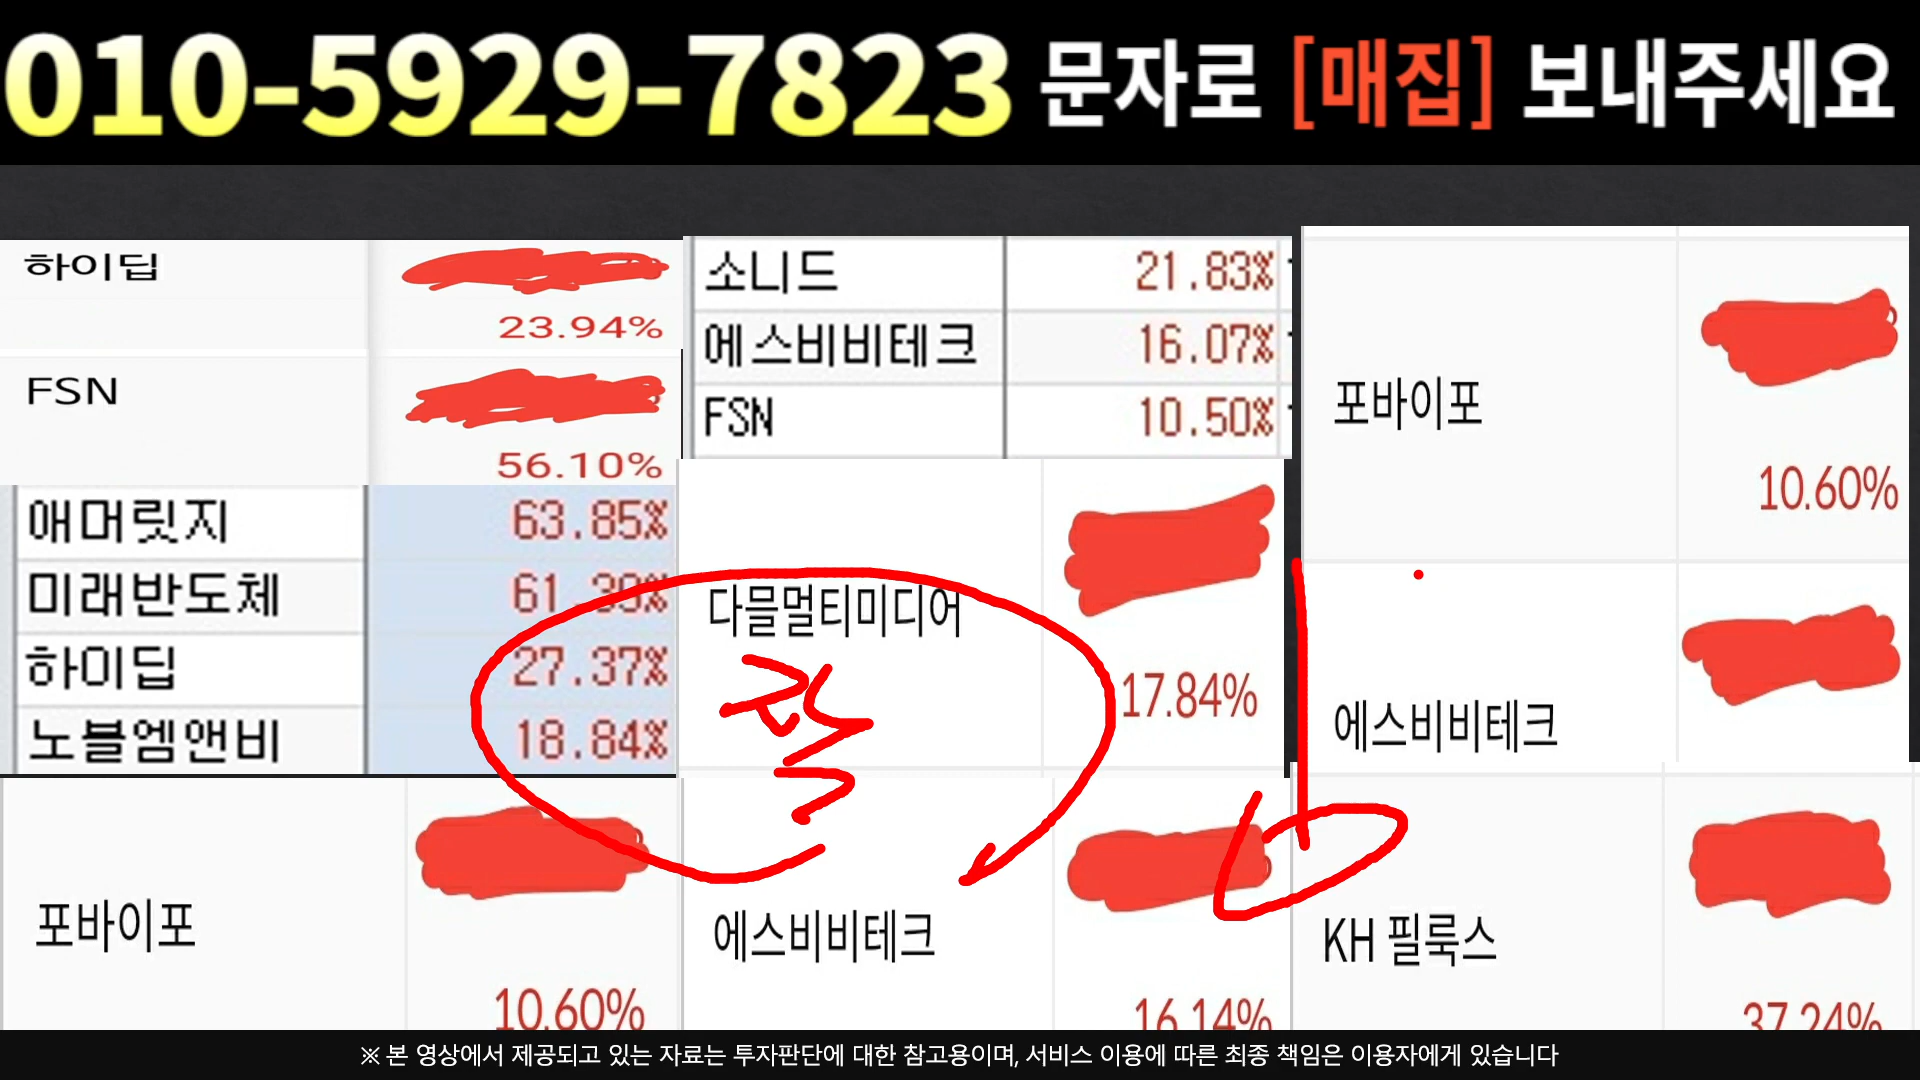 010-5929-7823 문자로 [매집] 보내주세요
하이딥
23.94%
FSN
56.10%
애머릿지 63.85%
미래반도체 61.39%
하이딥 27.37%
노블엠앤비 18.84%
소니드 21.83%
에스비비테크 16.07%
FSN 10.50%
다믈멀티미디어
17.84%
포바이포
10.60%
에스비비테크
포바이포
10.60%
에스비비테크
16.14%
KH 필룩스
37.24%
※ 본 영상에서 제공되고 있는 자료는 투자판단에 대한 참고용이며, 서비스 이용에 따른 최종 책임은 이용자에게 있습니다